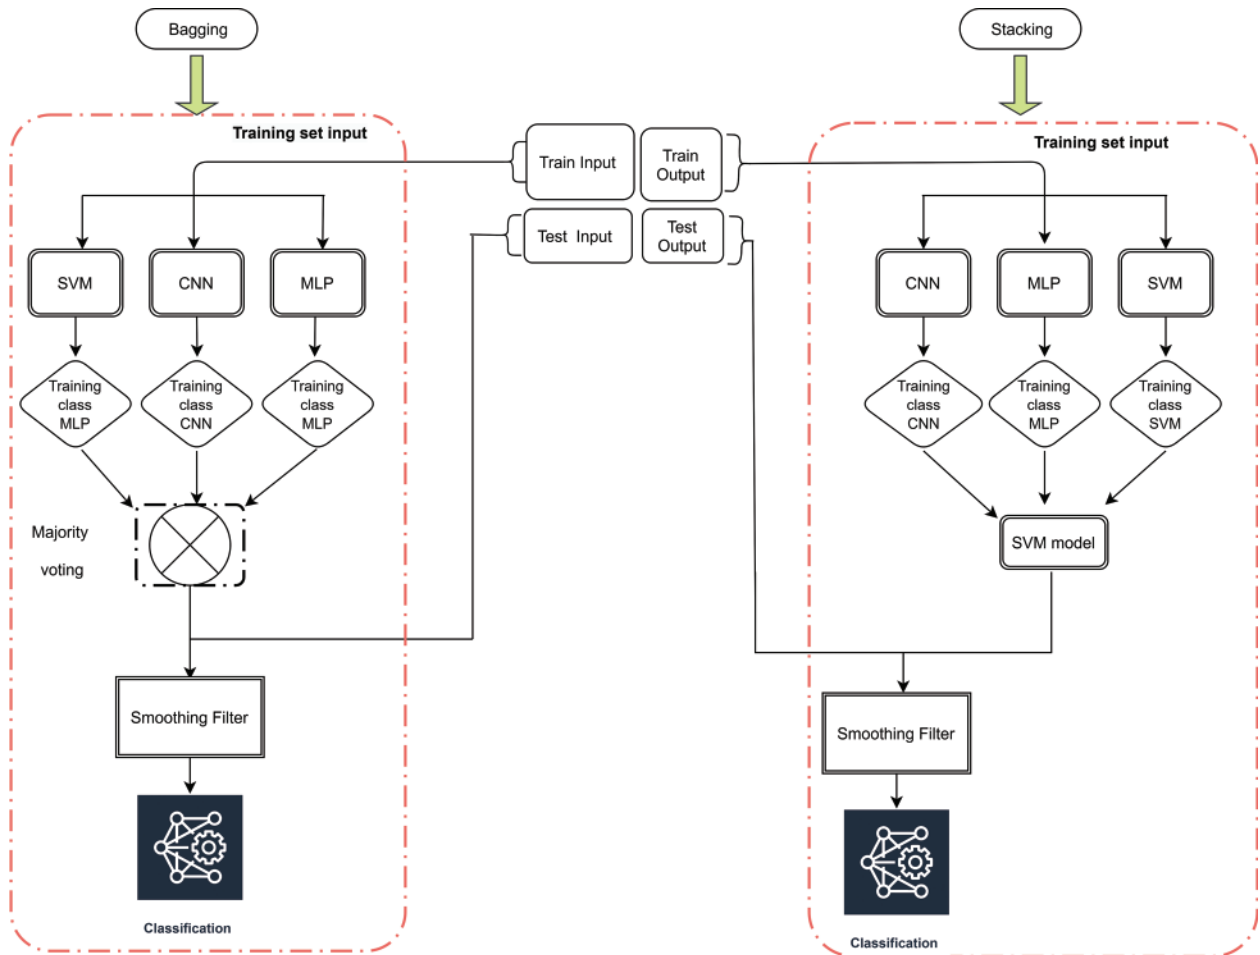 Bagging
Stacking
Training set input
Train Input
Train
Output
Training set input
Test Input
Test
Output
SVM
CNN
MLP
CNN
MLP
SVM
Training
class
MLP
Training
class
CNN
Training
class
MLP
Training
class
CNN
Training
class
MLP
Training
class
SVM
Majority
voting
SVM model
Smoothing Filter
Smoothing Filter
Classification
Classification